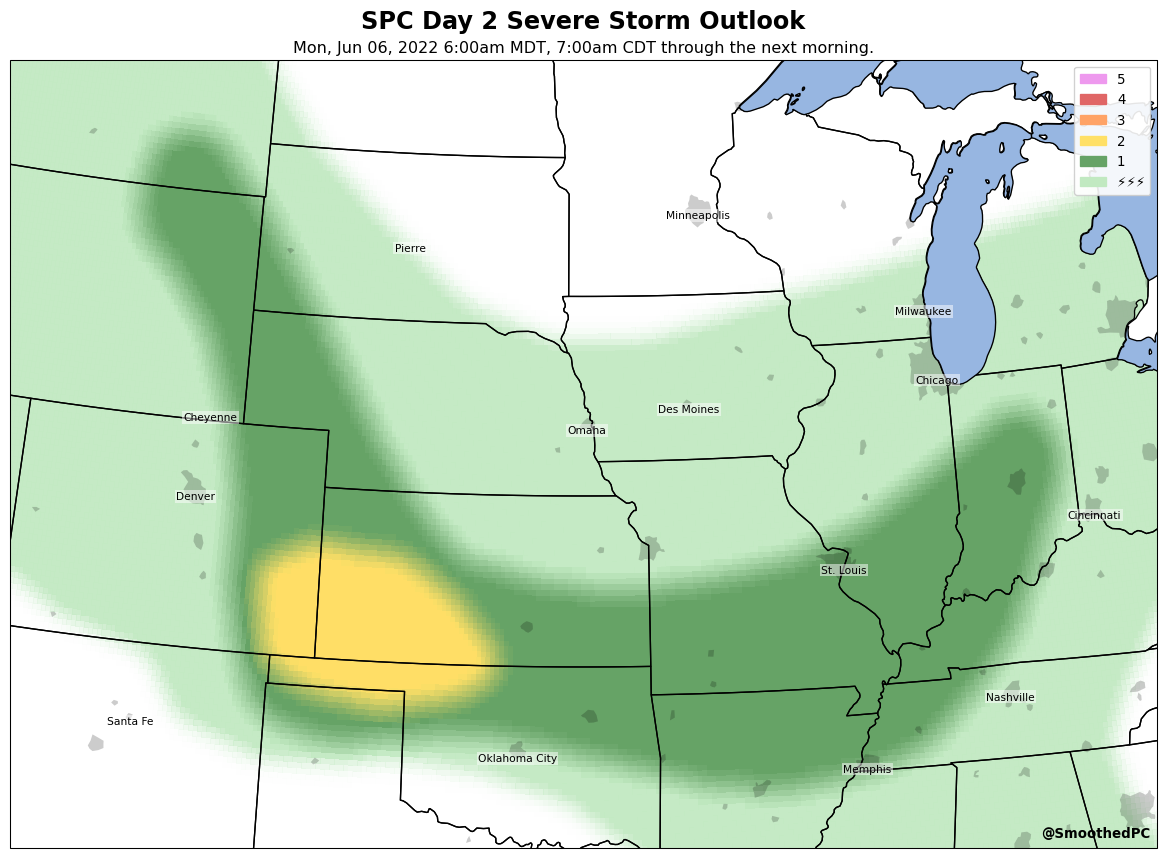 SPC Day 2 Severe Storm Outlook
Mon, Jun 06, 2022 6:00am MDT, 7:00am CDT through the next morning.
5
4
3
2
1
⚡⚡⚡
Minneapolis
Pierre
Milwaukee
Chicago
Des Moines
Cheyenne
Omaha
Denver
Cincinnati
St. Louis
Nashville
Santa Fe
Oklahoma City
Memphis
@SmoothedPC